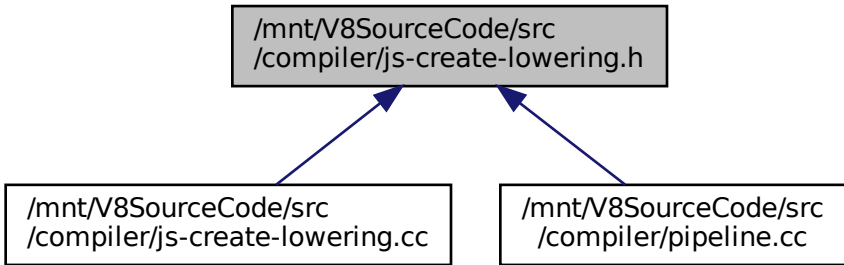 /mnt/V8SourceCode/src
/compiler/js-create-lowering.h
/mnt/V8SourceCode/src
/compiler/js-create-lowering.cc
/mnt/V8SourceCode/src
/compiler/pipeline.cc